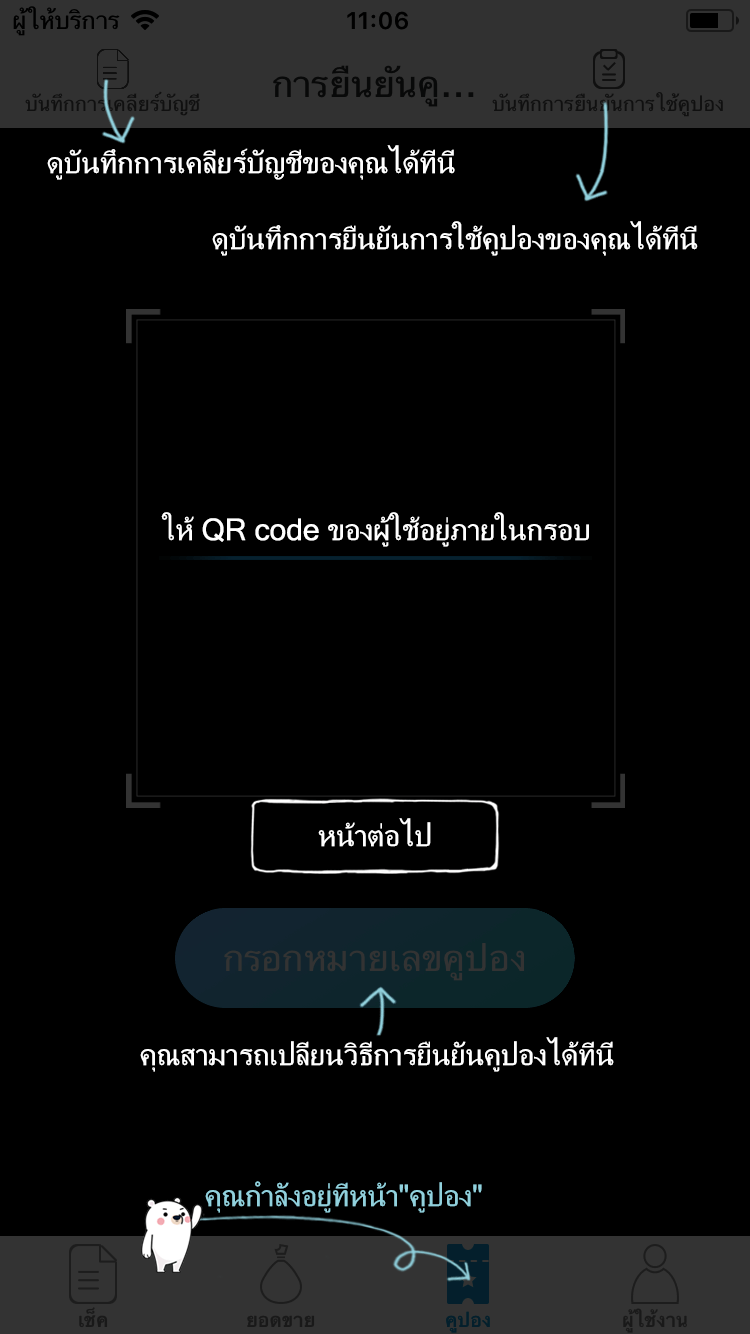 ผู้ให้บริการ
11:06
การยืนยันคู...
บันทึกการเคลียร์บัญชี
บันทึกการยืนยันการใช้คูปอง
ดูบันทึกการเคลียร์บัญชีของคุณได้ที่นี่
ดูบันทึกการยืนยันการใช้คูปองของคุณได้ที่นี่
ให้ QR code ของผู้ใช้อยู่ภายในกรอบ
หน้าต่อไป
กรอกหมายเลขคูปอง
คุณสามารถเปลี่ยนวิธีการยืนยันคูปองได้ที่นี่
คุณกำลังอยู่ที่หน้า"คูปอง"
เช็ค
ยอดขาย
คูปอง
ผู้ใช้งาน